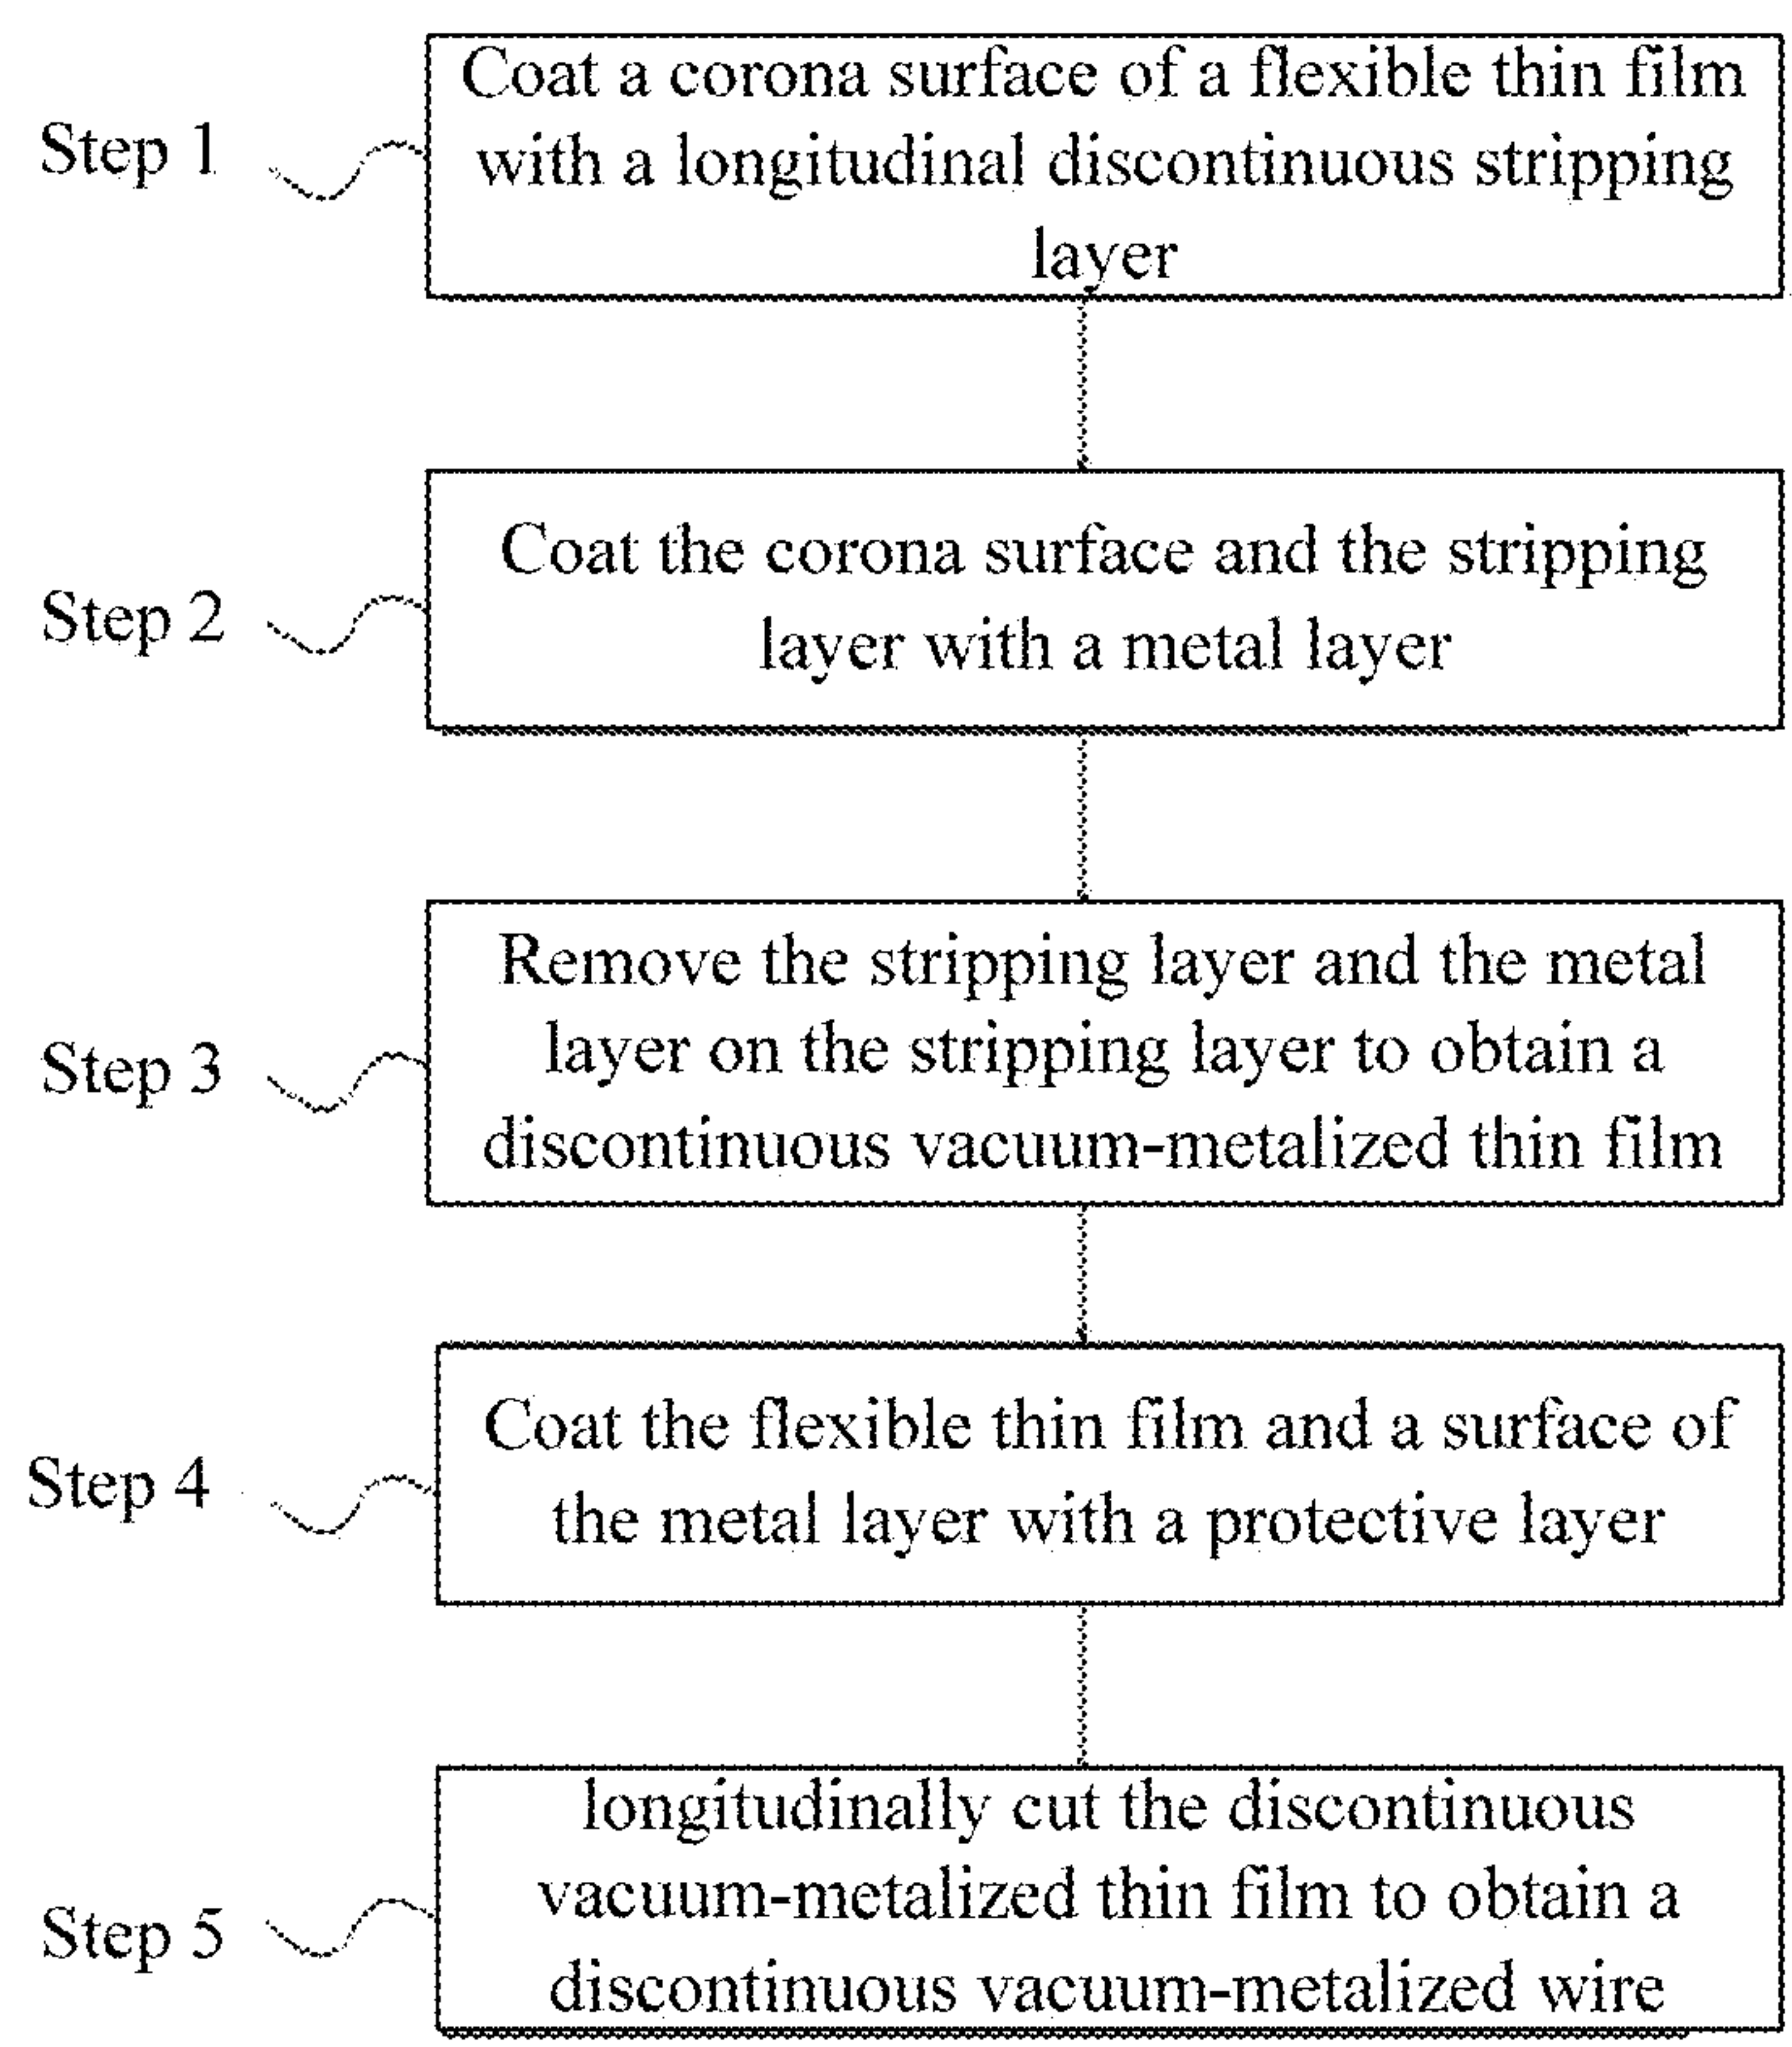 Step 1
Coat a corona surface of a flexible thin film
with a longitudinal discontinuous stripping
layer
Step 2
Coat the corona surface and the stripping
layer with a metal layer
Step 3
Remove the stripping layer and the metal
layer on the stripping layer to obtain a
discontinuous vacuum-metalized thin film
Step 4
Coat the flexible thin film and a surface of
the metal layer with a protective layer
Step 5
longitudinally cut the discontinuous
vacuum-metalized thin film to obtain a
discontinuous vacuum-metalized wire